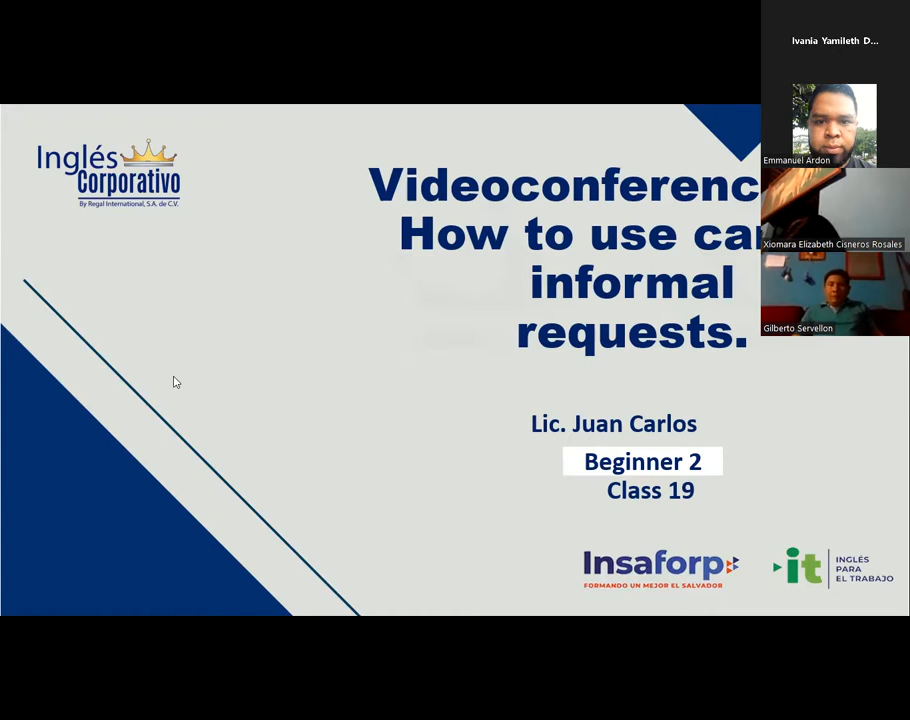 Ivania Yamileth D...
Emmanuel Ardon
Xiomara Elizabeth Cisneros Rosales
Gilberto Servellon
Inglés
Corporativo
By Regal International, S.A. de C.V.
Videoconferenc
How to use ca
informal
requests.
Lic. Juan Carlos
Beginner 2
Class 19
Insaforp
FORMANDO UN MEJOR EL SALVADOR
it
INGLÉS
PARA
EL TRABAJO